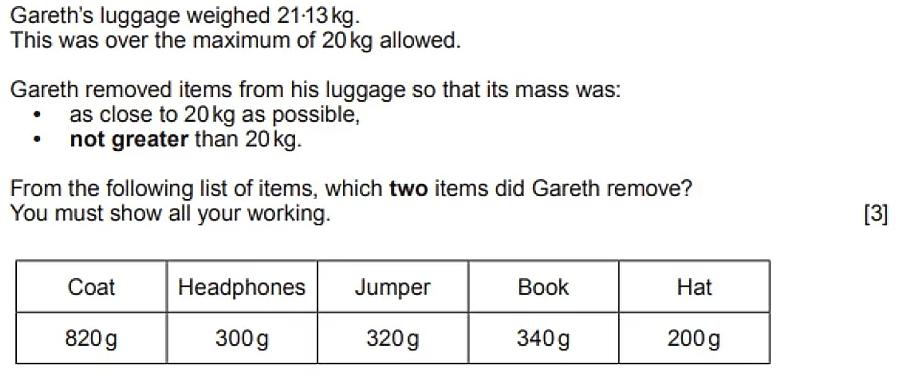 Gareth's luggage weighed 21·13 kg.
This was over the maximum of 20 kg allowed.
Gareth removed items from his luggage so that its mass was:
• as close to 20 kg as possible,
• not greater than 20 kg.
From the following list of items, which two items did Gareth remove?
You must show all your working. [3]
Coat Headphones Jumper Book Hat
820 g 300 g 320 g 340 g 200 g